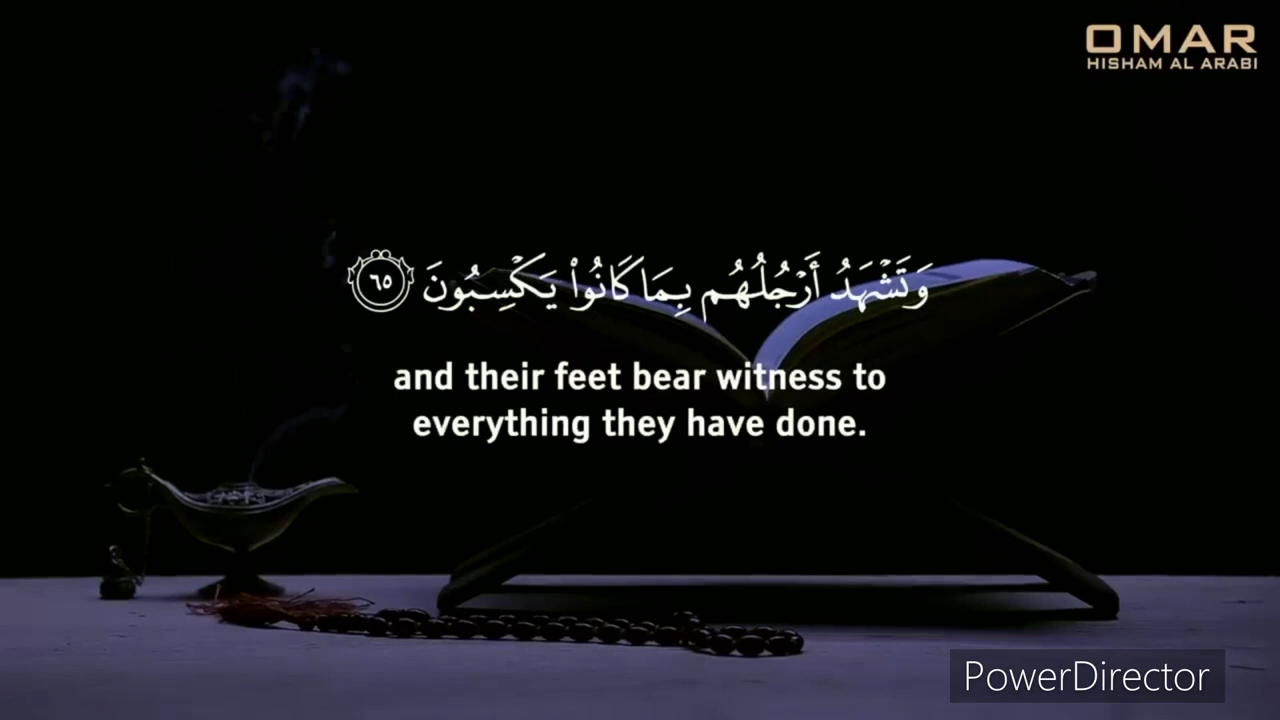 OMAR
HISHAM AL ARABI
وَتَشْهَدُ أَرْجُلُهُم بِمَا كَانُوا۟ يَكْسِبُونَ ٦٥
and their feet bear witness to
everything they have done.
PowerDirector